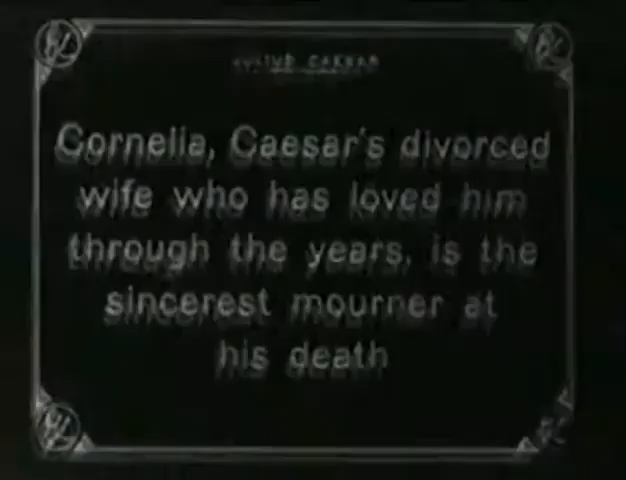 JULIUS CAESAR
Cornelia, Caesar's divorced
wife who has loved him
through the years, is the
sincerest mourner at
his death